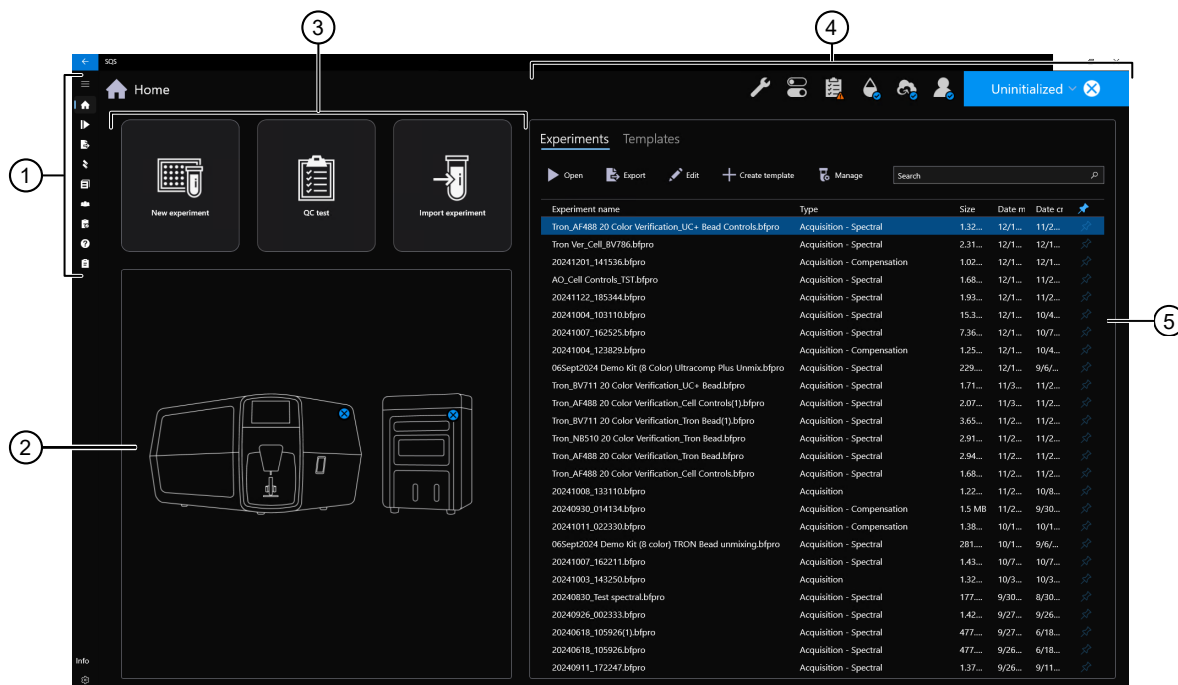 3
4
SQS
Home
Uninitialized
Experiments Templates
Open Export Edit Create template Manage Search
New experiment QC test Import experiment
1
Experiment name Type Size Date m Date cr
Tron_AF488 20 Color Verification_UC+ Bead Controls.bfpro Acquisition - Spectral 1.32... 12/1... 11/2...
Tron Ver_Cell_BV786.bfpro Acquisition - Spectral 2.31... 12/1... 12/1...
20241201_141536.bfpro Acquisition - Compensation 1.02... 12/1... 12/1...
AO_Cell Controls_TST.bfpro Acquisition - Spectral 1.68... 12/1... 11/2...
20241122_185344.bfpro Acquisition - Spectral 1.93... 12/1... 11/2...
20241004_103110.bfpro Acquisition - Spectral 15.3... 12/1... 10/4...
20241007_162525.bfpro Acquisition - Spectral 7.36... 12/1... 10/7...
5
20241004_123829.bfpro Acquisition - Compensation 1.25... 12/1... 10/4...
06Sept2024 Demo Kit (8 Color) Ultracomp Plus Unmix.bfpro Acquisition - Spectral 229.... 12/1... 9/6/...
Tron_BV711 20 Color Verification_UC+ Bead.bfpro Acquisition - Spectral 1.71... 11/3... 11/2...
Tron_AF488 20 Color Verification_Cell Controls(1).bfpro Acquisition - Spectral 2.07... 11/3... 11/2...
Tron_BV711 20 Color Verification_Tron Bead(1).bfpro Acquisition - Spectral 3.65... 11/2... 11/2...
Tron_NB510 20 Color Verification_Tron Bead.bfpro Acquisition - Spectral 2.91... 11/2... 11/2...
2
Tron_AF488 20 Color Verification_Tron Bead.bfpro Acquisition - Spectral 2.94... 11/2... 11/2...
Tron_AF488 20 Color Verification_Cell Controls.bfpro Acquisition - Spectral 1.68... 11/2... 11/2...
20241008_133110.bfpro Acquisition 1.22... 11/2... 10/8...
20240930_014134.bfpro Acquisition - Compensation 1.5 MB 11/2... 9/30...
20241011_022330.bfpro Acquisition - Compensation 1.38... 10/1... 10/1...
06Sept2024 Demo Kit (8 color) TRON Bead unmixing.bfpro Acquisition - Spectral 281.... 10/1... 9/6/...
20241007_162211.bfpro Acquisition - Spectral 1.43... 10/7... 10/7...
20241003_143250.bfpro Acquisition 1.32... 10/3... 10/3...
20240830_Test spectral.bfpro Acquisition - Spectral 177.... 9/30... 8/30...
20240926_002333.bfpro Acquisition - Spectral 1.42... 9/27... 9/26...
20240618_105926(1).bfpro Acquisition - Spectral 477.... 9/27... 6/18...
20240618_105926.bfpro Acquisition - Spectral 477.... 9/26... 6/18...
20240911_172247.bfpro Acquisition - Spectral 1.37... 9/26... 9/11...
Info